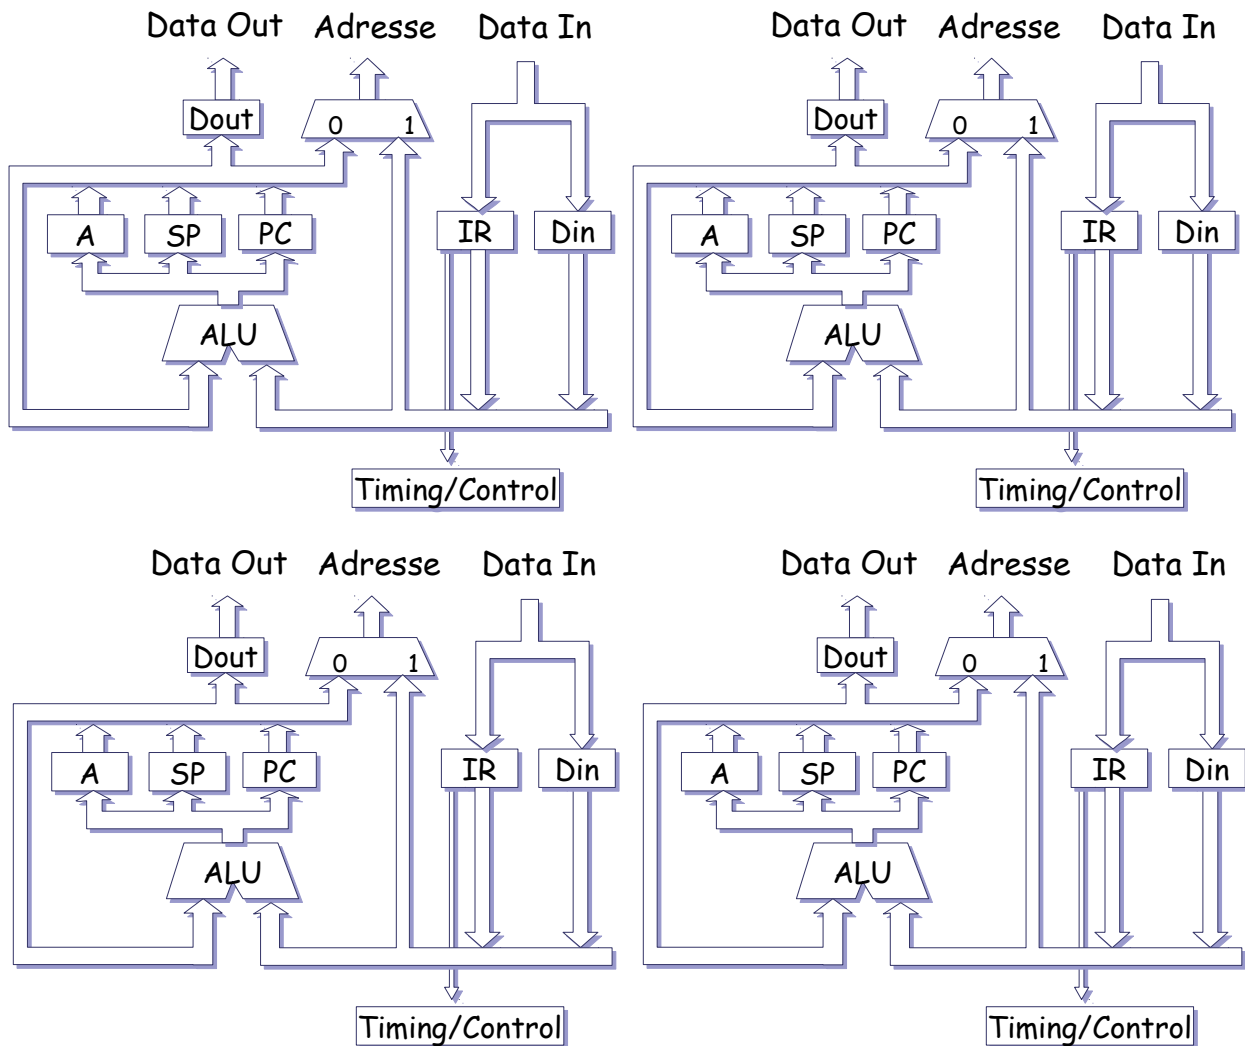 Data Out Adresse Data In Data Out Adresse Data In
Dout 0 1 Dout 0 1
A SP PC IR Din A SP PC IR Din
ALU ALU
Timing/Control Timing/Control
Data Out Adresse Data In Data Out Adresse Data In
Dout 0 1 Dout 0 1
A SP PC IR Din A SP PC IR Din
ALU ALU
Timing/Control Timing/Control